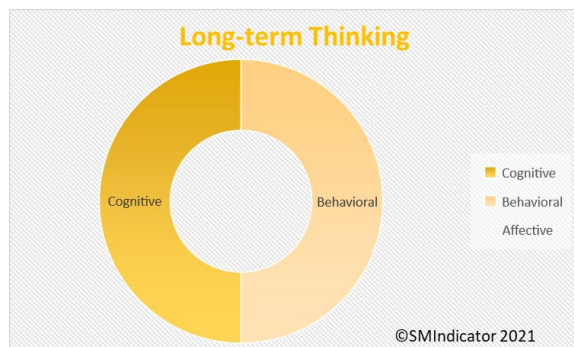 Long-term Thinking
Cognitive
Behavioral
Cognitive
Behavioral
Affective
©SMIndicator 2021